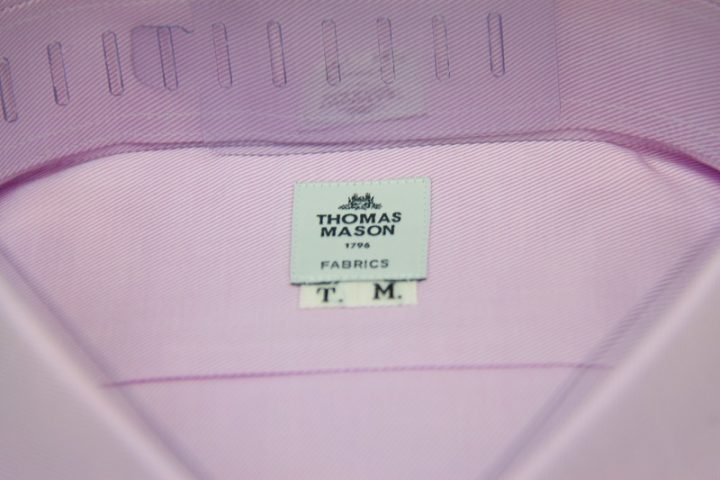 THOMAS
MASON
1796
FABRICS
T. M.